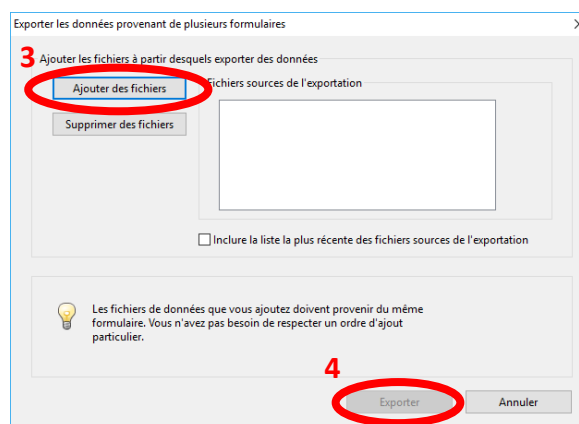 Exporter les données provenant de plusieurs formulaires
3
Ajouter les fichiers à partir desquels exporter des données
Ajouter des fichiers
Fichiers sources de l'exportation
Supprimer des fichiers
Inclure la liste la plus récente des fichiers sources de l'exportation
Les fichiers de données que vous ajoutez doivent provenir du même
formulaire. Vous n'avez pas besoin de respecter un ordre d'ajout
particulier.
4
Exporter
Annuler